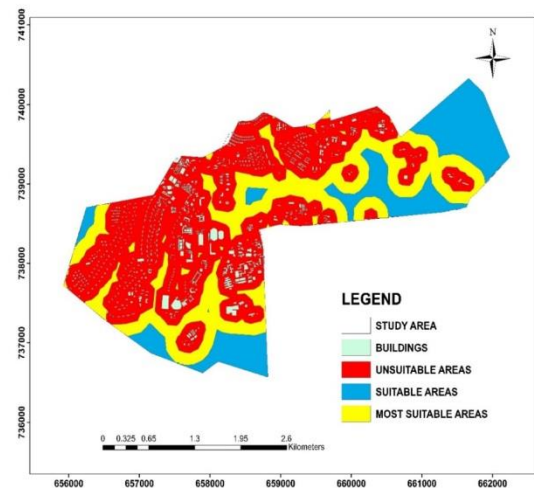 741000
740000
739000
738000
737000
736000
N
LEGEND
STUDY AREA
BUILDINGS
UNSUITABLE AREAS
SUITABLE AREAS
MOST SUITABLE AREAS
0 0.325 0.65 1.3 1.95 2.6
Kilometers
656000 657000 658000 659000 660000 661000 662000